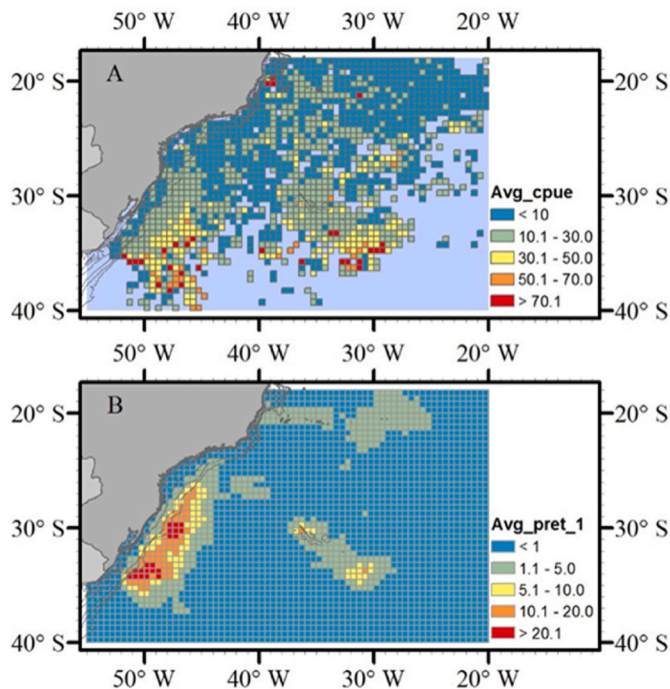 50° W 40° W 30° W 20° W
A
20° S 20° S
30° S 30° S
Avg_cpue
< 10
10.1 - 30.0
30.1 - 50.0
50.1 - 70.0
> 70.1
40° S 40° S
50° W 40° W 30° W 20° W
B
20° S 20° S
30° S 30° S
Avg_pret_1
< 1
1.1 - 5.0
5.1 - 10.0
10.1 - 20.0
> 20.1
40° S 40° S
50° W 40° W 30° W 20° W